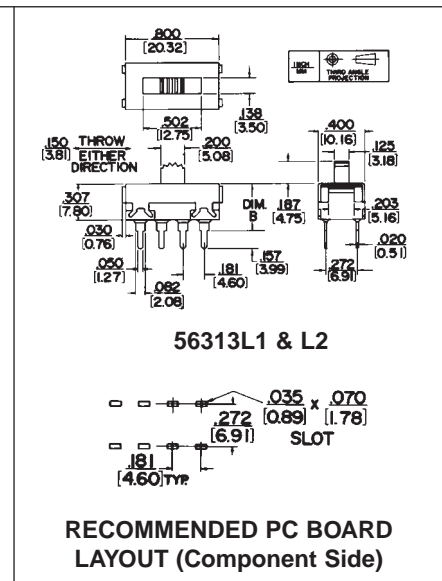 .800
[20.32]
INCH
MM
THIRD ANGLE
PROJECTION
.138
[3.50]
.502
[12.75]
.400
[10.16]
.150
[3.81]
THROW
EITHER
DIRECTION
.200
[5.08]
.125
[3.18]
.307
[7.80]
DIM.
B
.187
4.75]
.203
[5.16]
.030
[0.76]
.157
[3.99]
.020
[0.51]
.050
[1.27]
.181
[4.60]
.272
[6.91]
.082
[2.08]
56313L1 & L2
.035 x .070
[0.89] [1.78]
SLOT
.272
[6.91]
.181
[4.60] TYP.
RECOMMENDED PC BOARD
LAYOUT (Component Side)